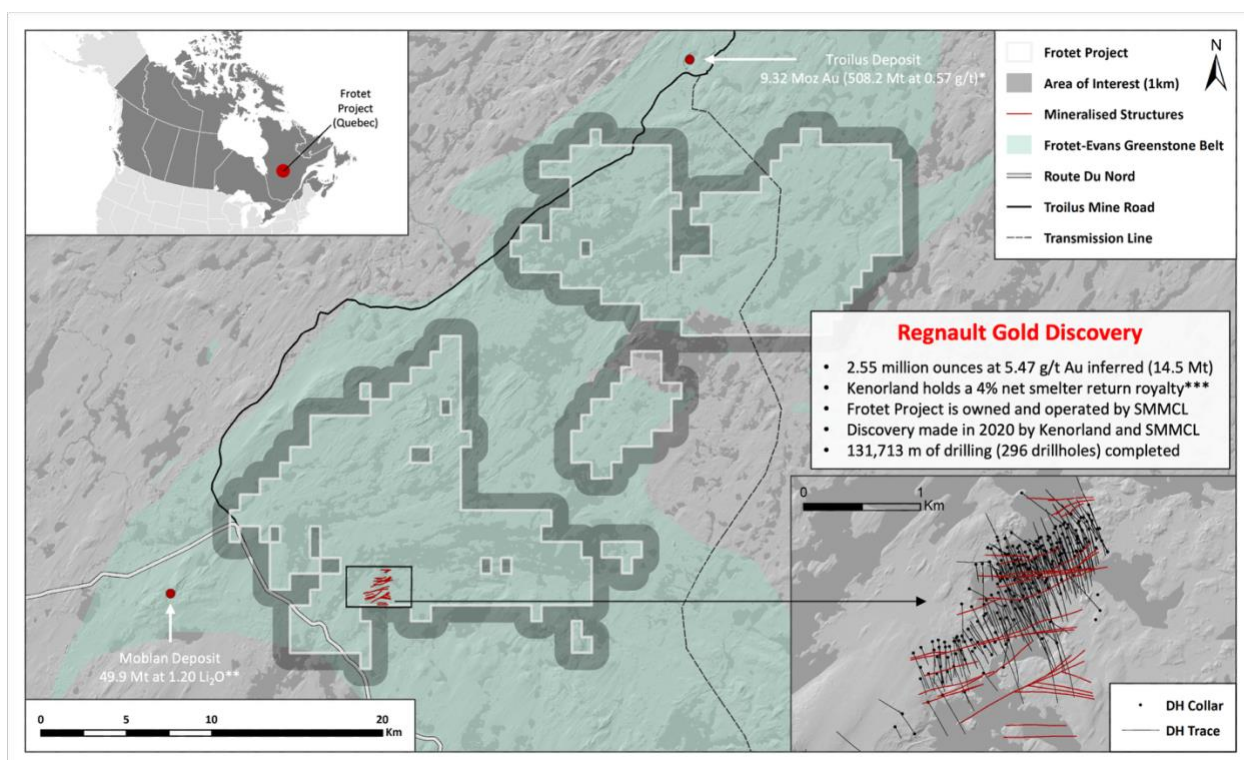 Frotet
Project
(Quebec)
Troilus Deposit
9.32 Moz Au (508.2 Mt at 0.57 g/t)*
N
Frotet Project
Area of Interest (1km)
Mineralised Structures
Frotet-Evans Greenstone Belt
Route Du Nord
Troilus Mine Road
Transmission Line
Regnault Gold Discovery
• 2.55 million ounces at 5.47 g/t Au inferred (14.5 Mt)
• Kenorland holds a 4% net smelter return royalty***
• Frotet Project is owned and operated by SMMCL
• Discovery made in 2020 by Kenorland and SMMCL
• 131,713 m of drilling (296 drillholes) completed
0 1
Km
Moblan Deposit
49.9 Mt at 1.20 Li₂O**
0 5 10 20
Km
DH Collar
DH Trace